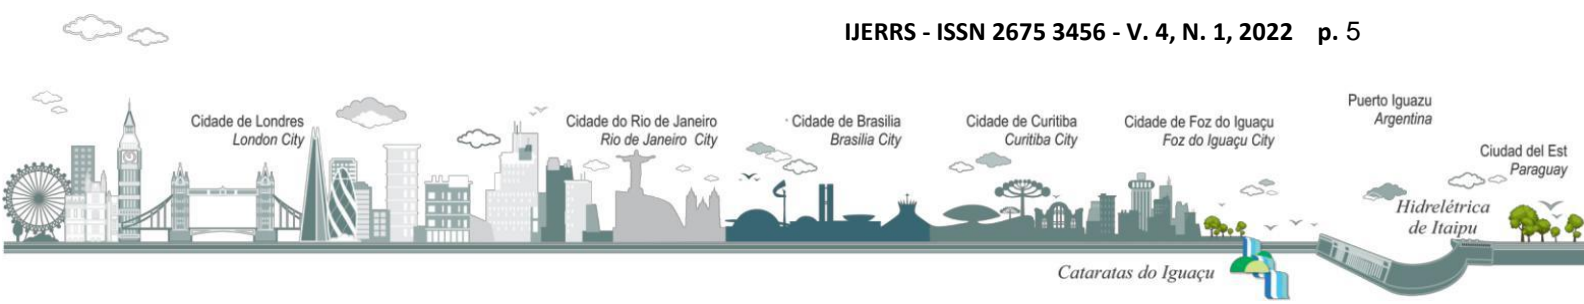 IJERRS - ISSN 2675 3456 - V. 4, N. 1, 2022 p. 5
Cidade de Londres
London City
Cidade do Rio de Janeiro
Rio de Janeiro City
Cidade de Brasilia
Brasilia City
Cidade de Curitiba
Curitiba City
Cidade de Foz do Iguaçu
Foz do Iguaçu City
Puerto Iguazu
Argentina
Ciudad del Est
Paraguay
Hidrelétrica
de Itaipu
Cataratas do Iguaçu